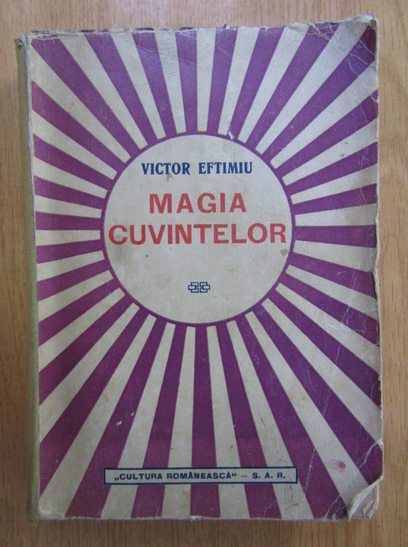 VICTOR EFTIMIU
MAGIA
CUVINTELOR
„CULTURA ROMÂNEASCĂ“ — S. A. R.